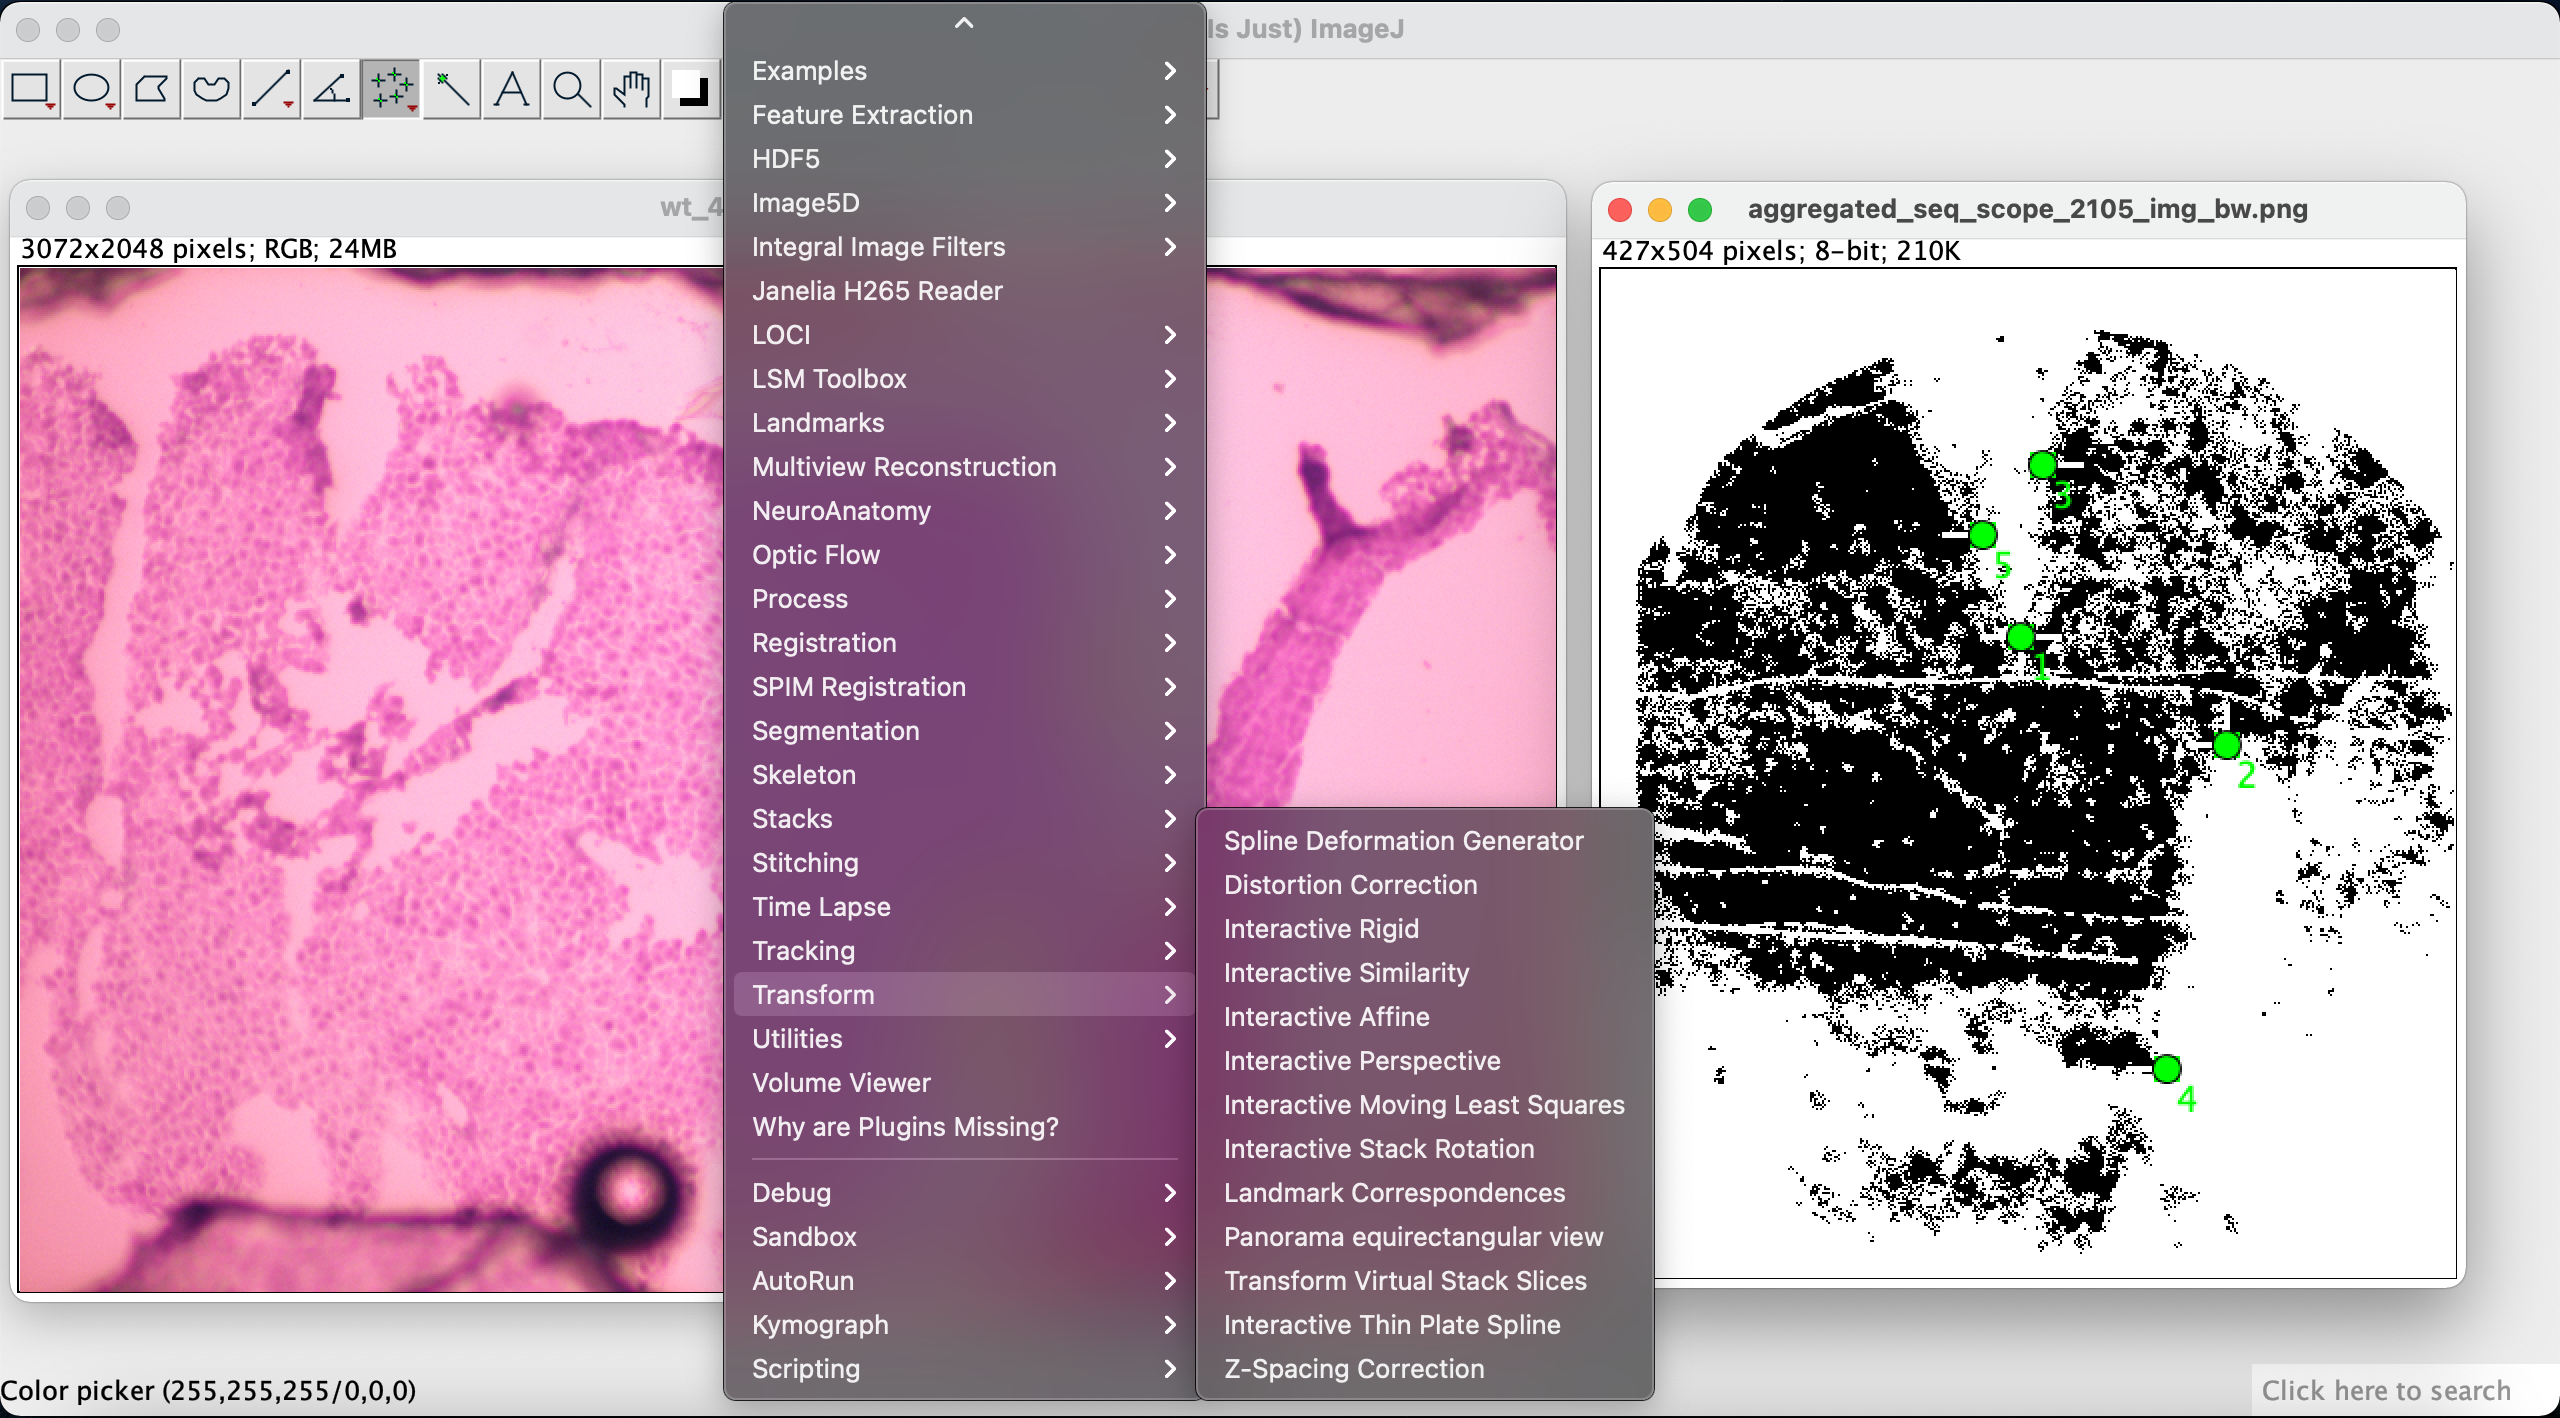 ls Just) ImageJ
wt_4
3072x2048 pixels; RGB; 24MB
Examples
Feature Extraction
HDF5
Image5D
Integral Image Filters
Janelia H265 Reader
LOCI
LSM Toolbox
Landmarks
Multiview Reconstruction
NeuroAnatomy
Optic Flow
Process
Registration
SPIM Registration
Segmentation
Skeleton
Stacks
Stitching
Time Lapse
Tracking
Transform
Utilities
Volume Viewer
Why are Plugins Missing?
Debug
Sandbox
AutoRun
Kymograph
Scripting
Spline Deformation Generator
Distortion Correction
Interactive Rigid
Interactive Similarity
Interactive Affine
Interactive Perspective
Interactive Moving Least Squares
Interactive Stack Rotation
Landmark Correspondences
Panorama equirectangular view
Transform Virtual Stack Slices
Interactive Thin Plate Spline
Z-Spacing Correction
aggregated_seq_scope_2105_img_bw.png
427x504 pixels; 8-bit; 210K
3
5
1
2
4
Color picker (255,255,255/0,0,0)
Click here to search